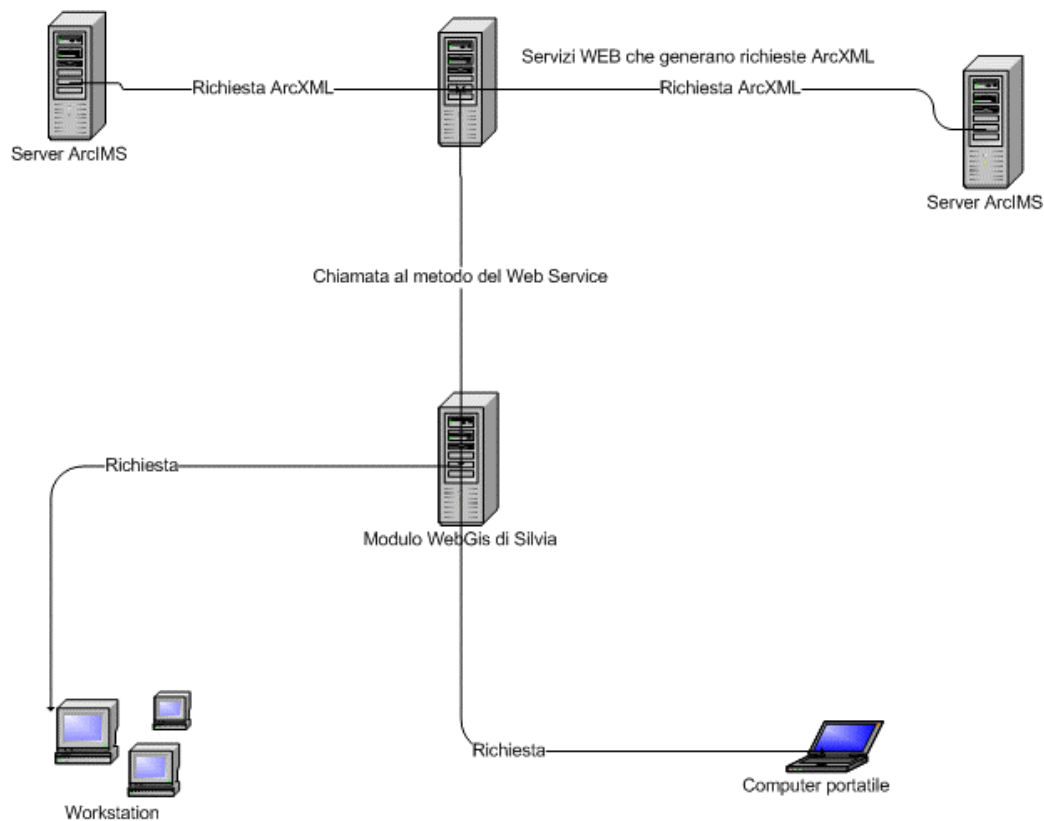 Servizi WEB che generano richieste ArcXML
Richiesta ArcXML
Richiesta ArcXML
Server ArcIMS
Server ArcIMS
Chiamata al metodo del Web Service
Richiesta
Modulo WebGis di Silvia
Richiesta
Computer portatile
Workstation